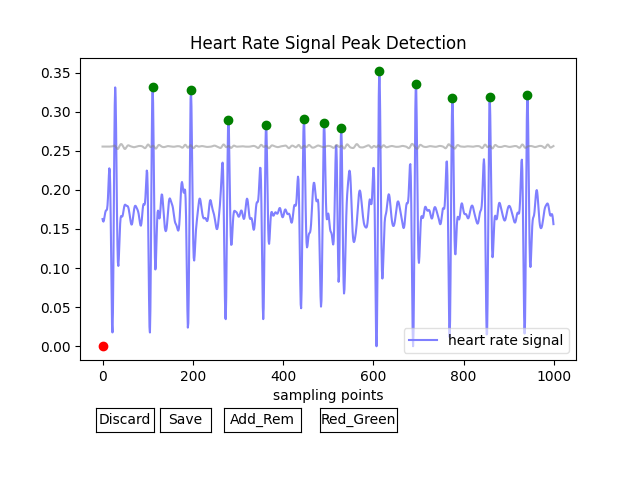 Heart Rate Signal Peak Detection
0.35
0.30
0.25
0.20
0.15
0.10
0.05
0.00
heart rate signal
0 200 400 600 800 1000
sampling points
Discard Save Add_Rem Red_Green